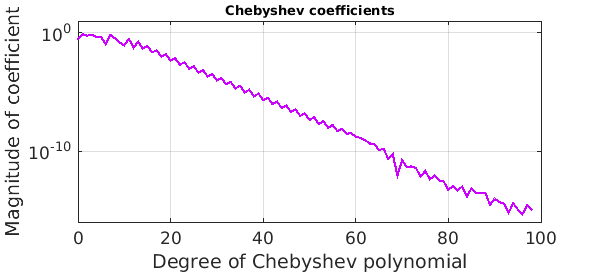 Chebyshev coefficients
Magnitude of coefficient
10^0
10^-10
0 20 40 60 80 100
Degree of Chebyshev polynomial